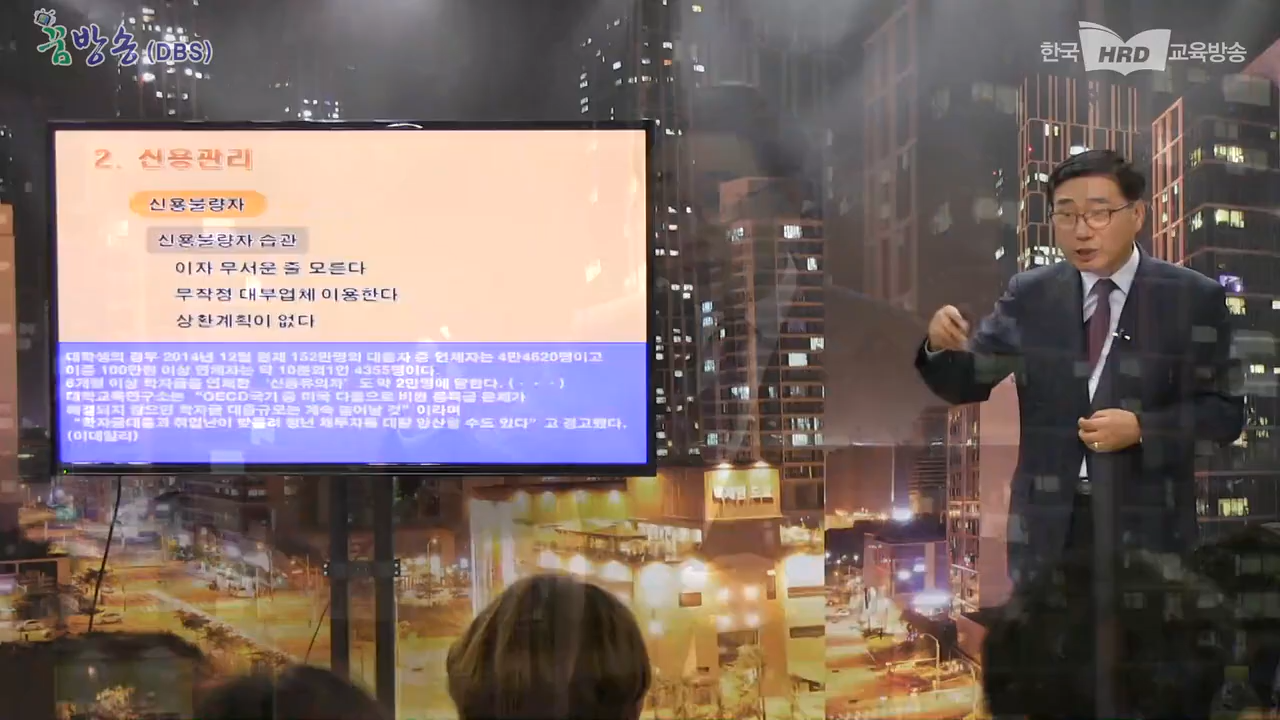 꿈방송(DBS)
한국 HRD 교육방송
2. 신용관리
신용불량자
신용불량자 습관
이자 무서운 줄 모른다
무작정 대부업체 이용한다
상환계획이 없다
대학생의 경우 2014년 12월 현재 152만명의 대출자 중 연체자는 4만4620명이고
이중 100만원 이상 연체자는 약 10분의1인 4355명이다.
6개월 이상 학자금을 연체한 '신용유의자' 도 약 2만명에 달한다. (・・・)
대학교육연구소는 "OECD국가 중 미국 다음으로 비싼 등록금 문제가
해결되지 않으면 학자금 대출규모는 계속 늘어날 것" 이라며
"학자금대출과 취업난이 맞물려 청년 채무자를 대량 양산할 수도 있다" 고 경고했다.
(이데일리)